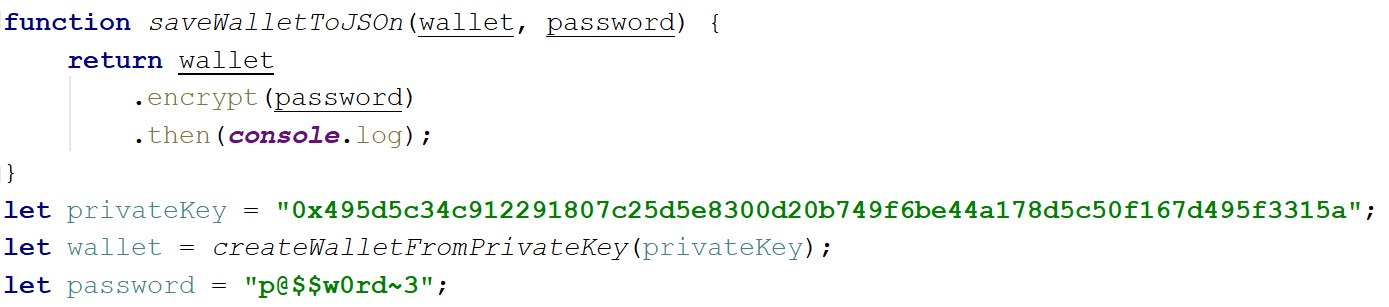 function saveWalletToJSOn(wallet, password) {
    return wallet
        .encrypt(password)
        .then(console.log);
}
let privateKey = "0x495d5c34c912291807c25d5e8300d20b749f6be44a178d5c50f167d495f3315a";
let wallet = createWalletFromPrivateKey(privateKey);
let password = "p@$$w0rd~3";